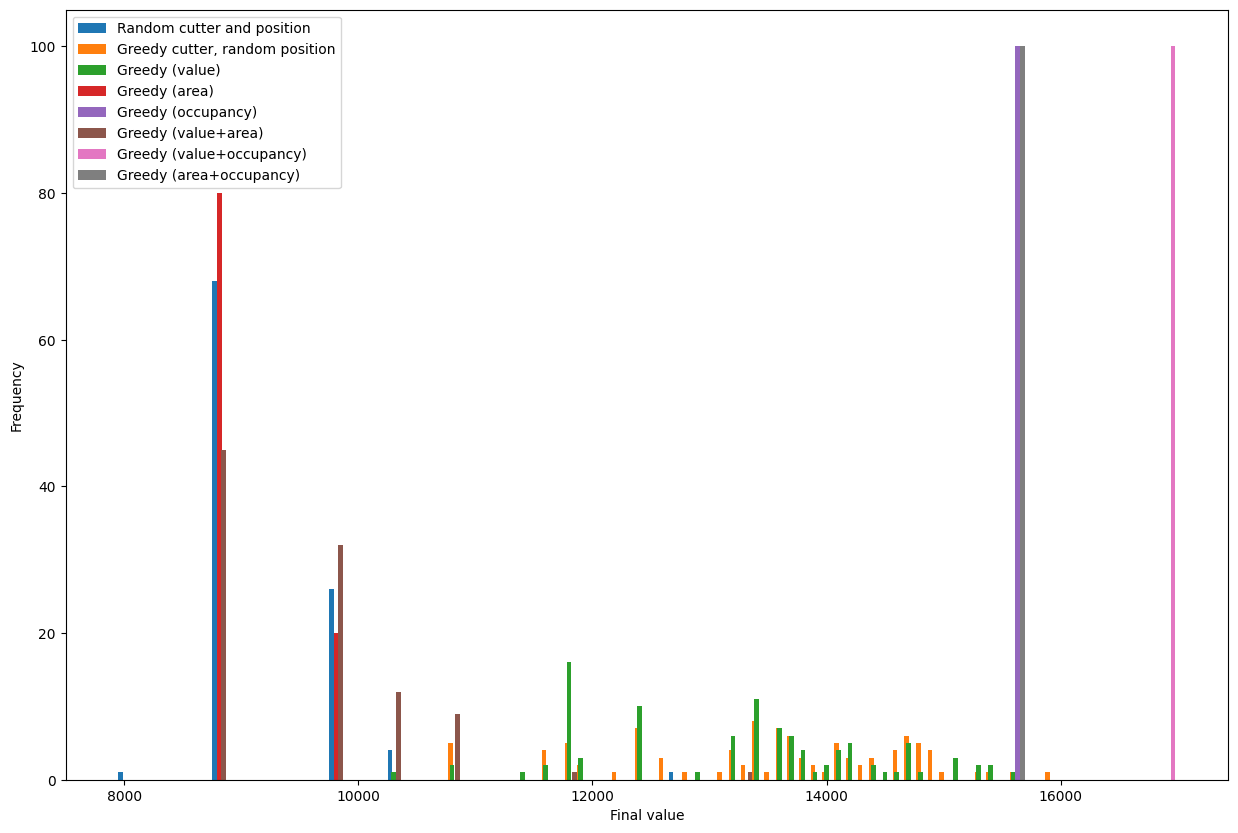 Random cutter and position
Greedy cutter, random position
Greedy (value)
Greedy (area)
Greedy (occupancy)
Greedy (value+area)
Greedy (value+occupancy)
Greedy (area+occupancy)
100
80
60
40
20
0
Frequency
8000
10000
12000
14000
16000
Final value